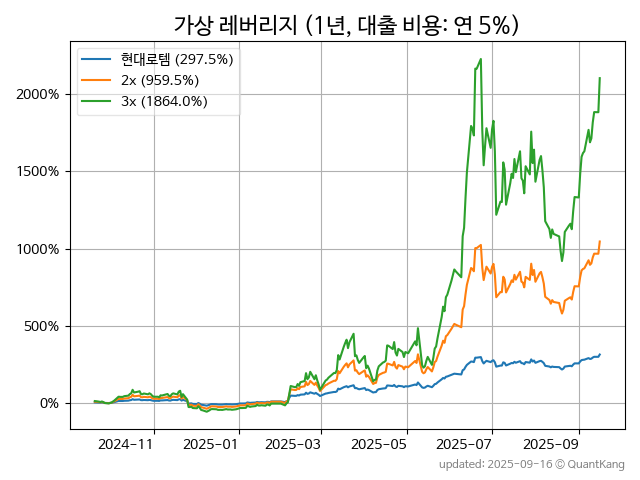 가상 레버리지 (1년, 대출 비용: 연 5%)
현대로템 (297.5%)
2x (959.5%)
3x (1864.0%)
2000%
1500%
1000%
500%
0%
2024-11 2025-01 2025-03 2025-05 2025-07 2025-09
updated: 2025-09-16 © QuantKang